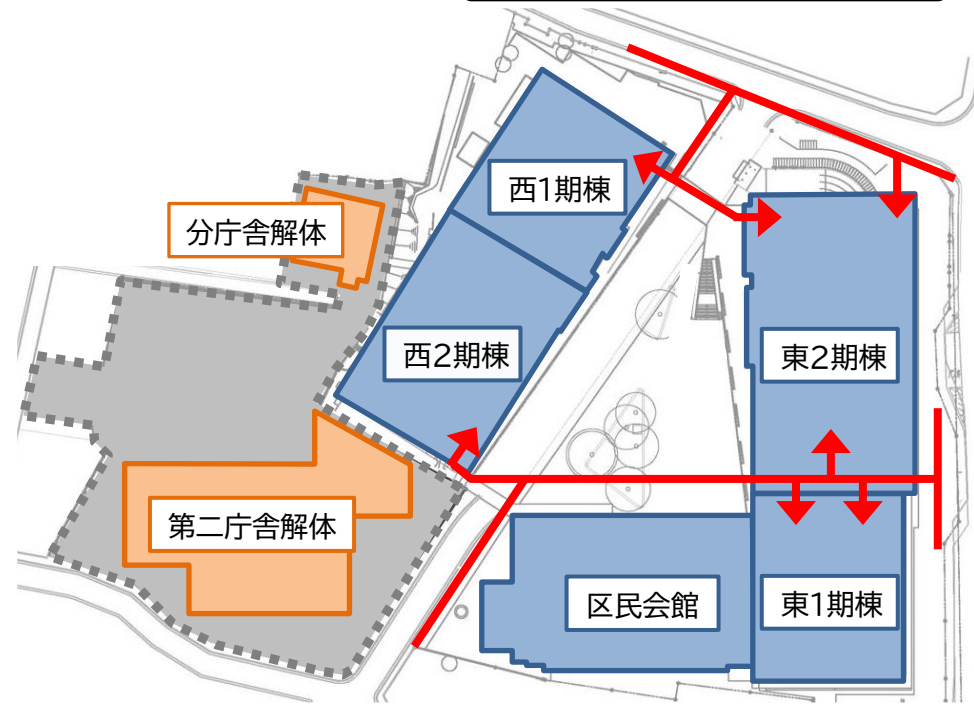 西1期棟
分庁舎解体
西2期棟
東2期棟
第二庁舎解体
区民会館
東1期棟